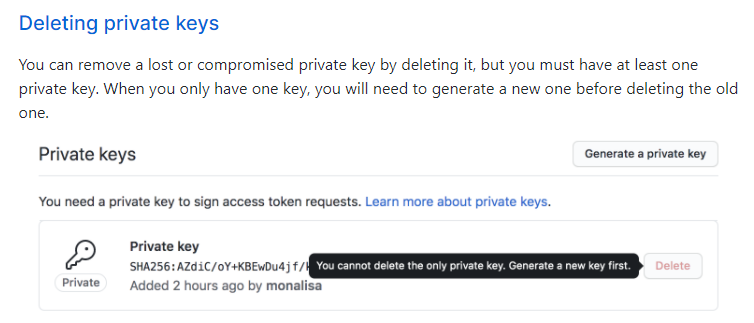 Deleting private keys
You can remove a lost or compromised private key by deleting it, but you must have at least one
private key. When you only have one key, you will need to generate a new one before deleting the old
one.
Private keys
Generate a private key
You need a private key to sign access token requests. Learn more about private keys.
Private key
SHA256:AZdiC/oY+KBEwDu4jf/
You cannot delete the only private key. Generate a new key first.
Delete
Private
Added 2 hours ago by monalisa